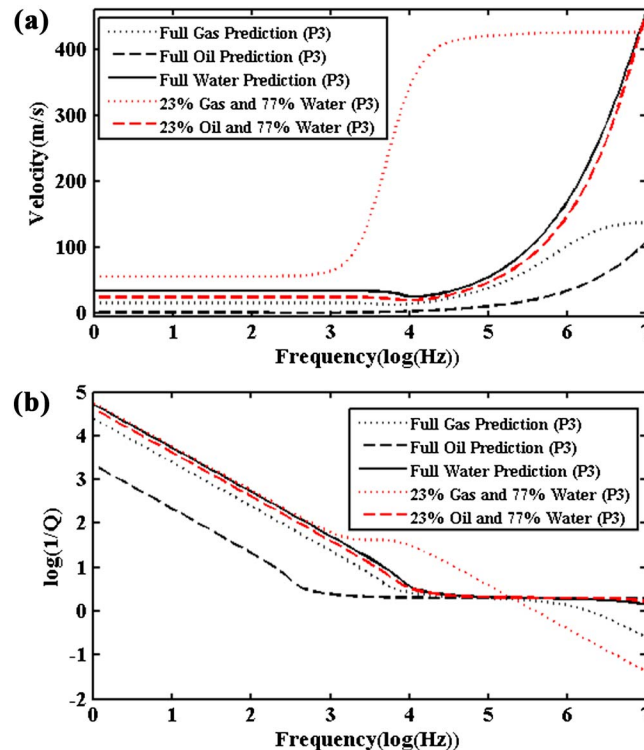 (a)
400
300
200
100
0
Velocity(m/s)
Full Gas Prediction (P3)
Full Oil Prediction (P3)
Full Water Prediction (P3)
23% Gas and 77% Water (P3)
23% Oil and 77% Water (P3)
0 1 2 3 4 5 6 7
Frequency(log(Hz))
(b)
5
4
3
2
1
0
-1
-2
log(1/Q)
Full Gas Prediction (P3)
Full Oil Prediction (P3)
Full Water Prediction (P3)
23% Gas and 77% Water (P3)
23% Oil and 77% Water (P3)
0 1 2 3 4 5 6 7
Frequency(log(Hz))